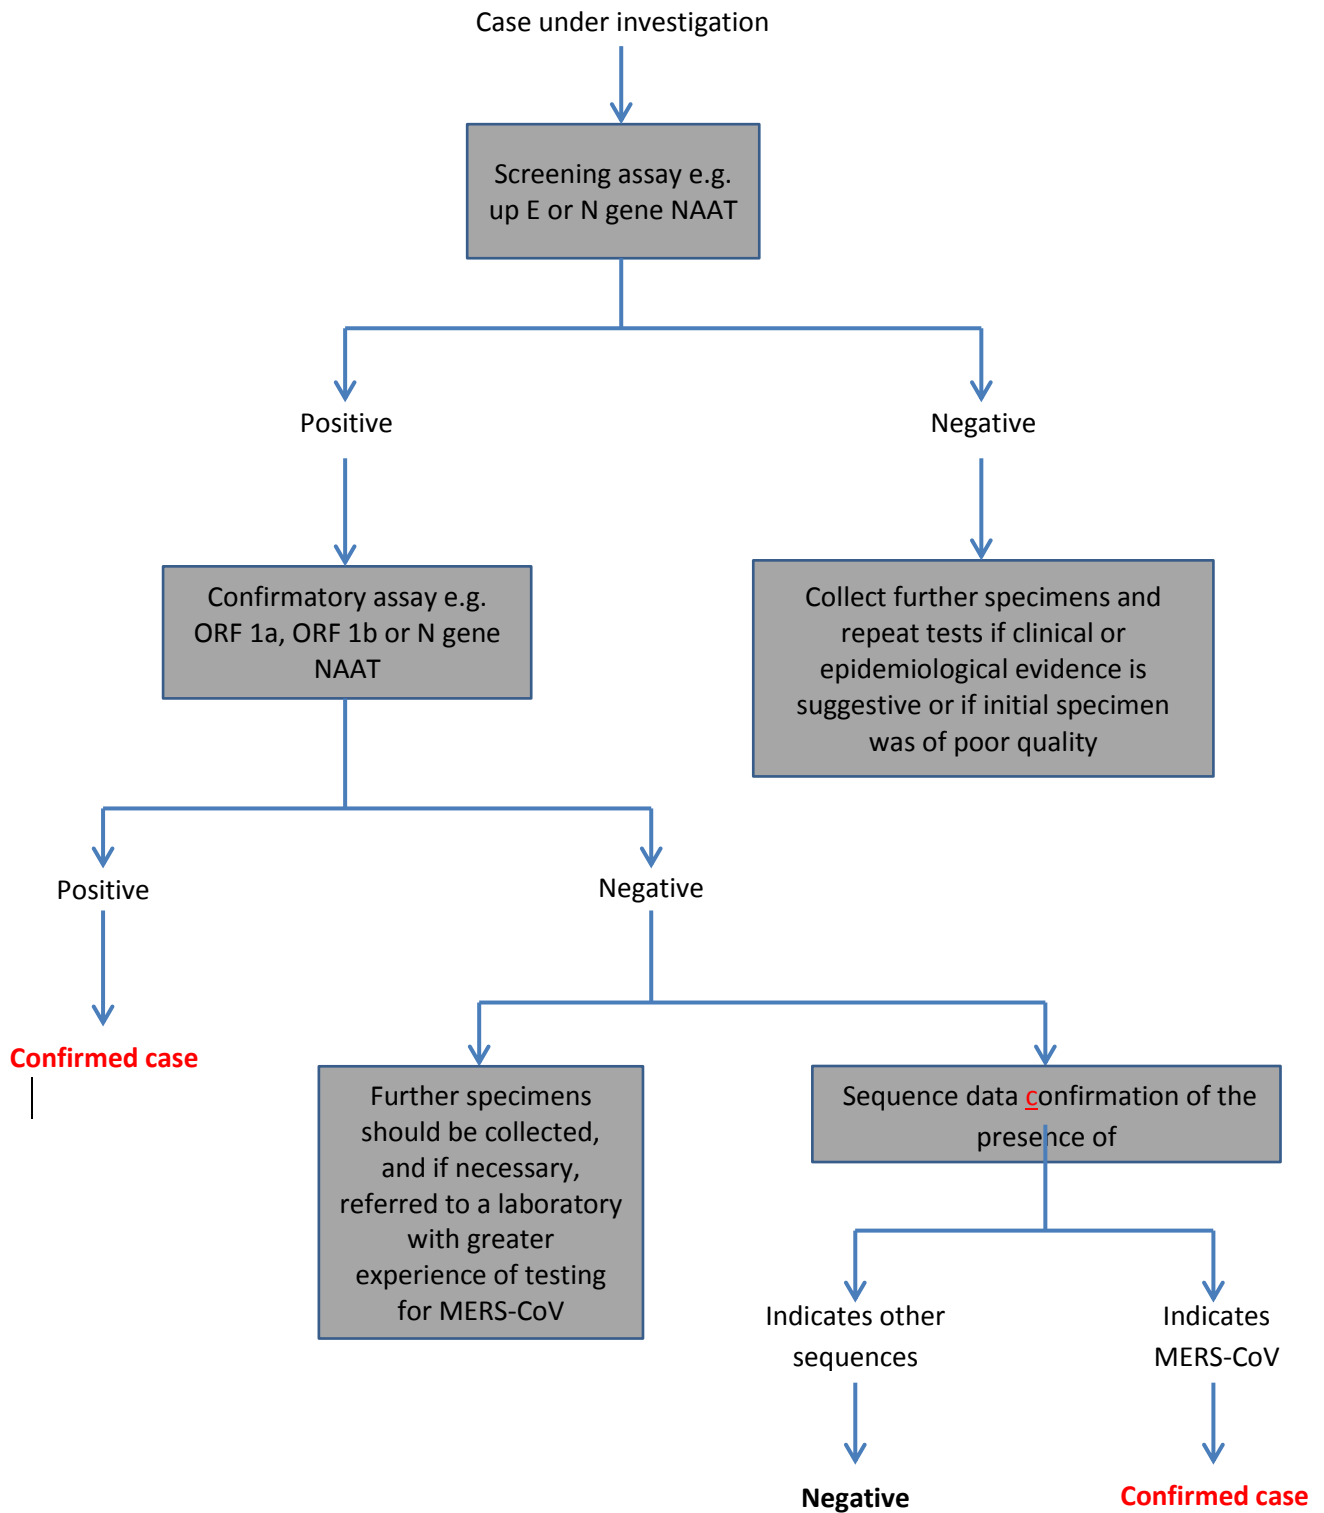 Case under investigation
Screening assay e.g.
up E or N gene NAAT
Positive
Negative
Confirmatory assay e.g.
ORF 1a, ORF 1b or N gene
NAAT
Collect further specimens and
repeat tests if clinical or
epidemiological evidence is
suggestive or if initial specimen
was of poor quality
Positive
Negative
Confirmed case
Further specimens
should be collected,
and if necessary,
referred to a laboratory
with greater
experience of testing
for MERS-CoV
Sequence data confirmation of the
presence of
Indicates other
sequences
Indicates
MERS-CoV
Negative
Confirmed case